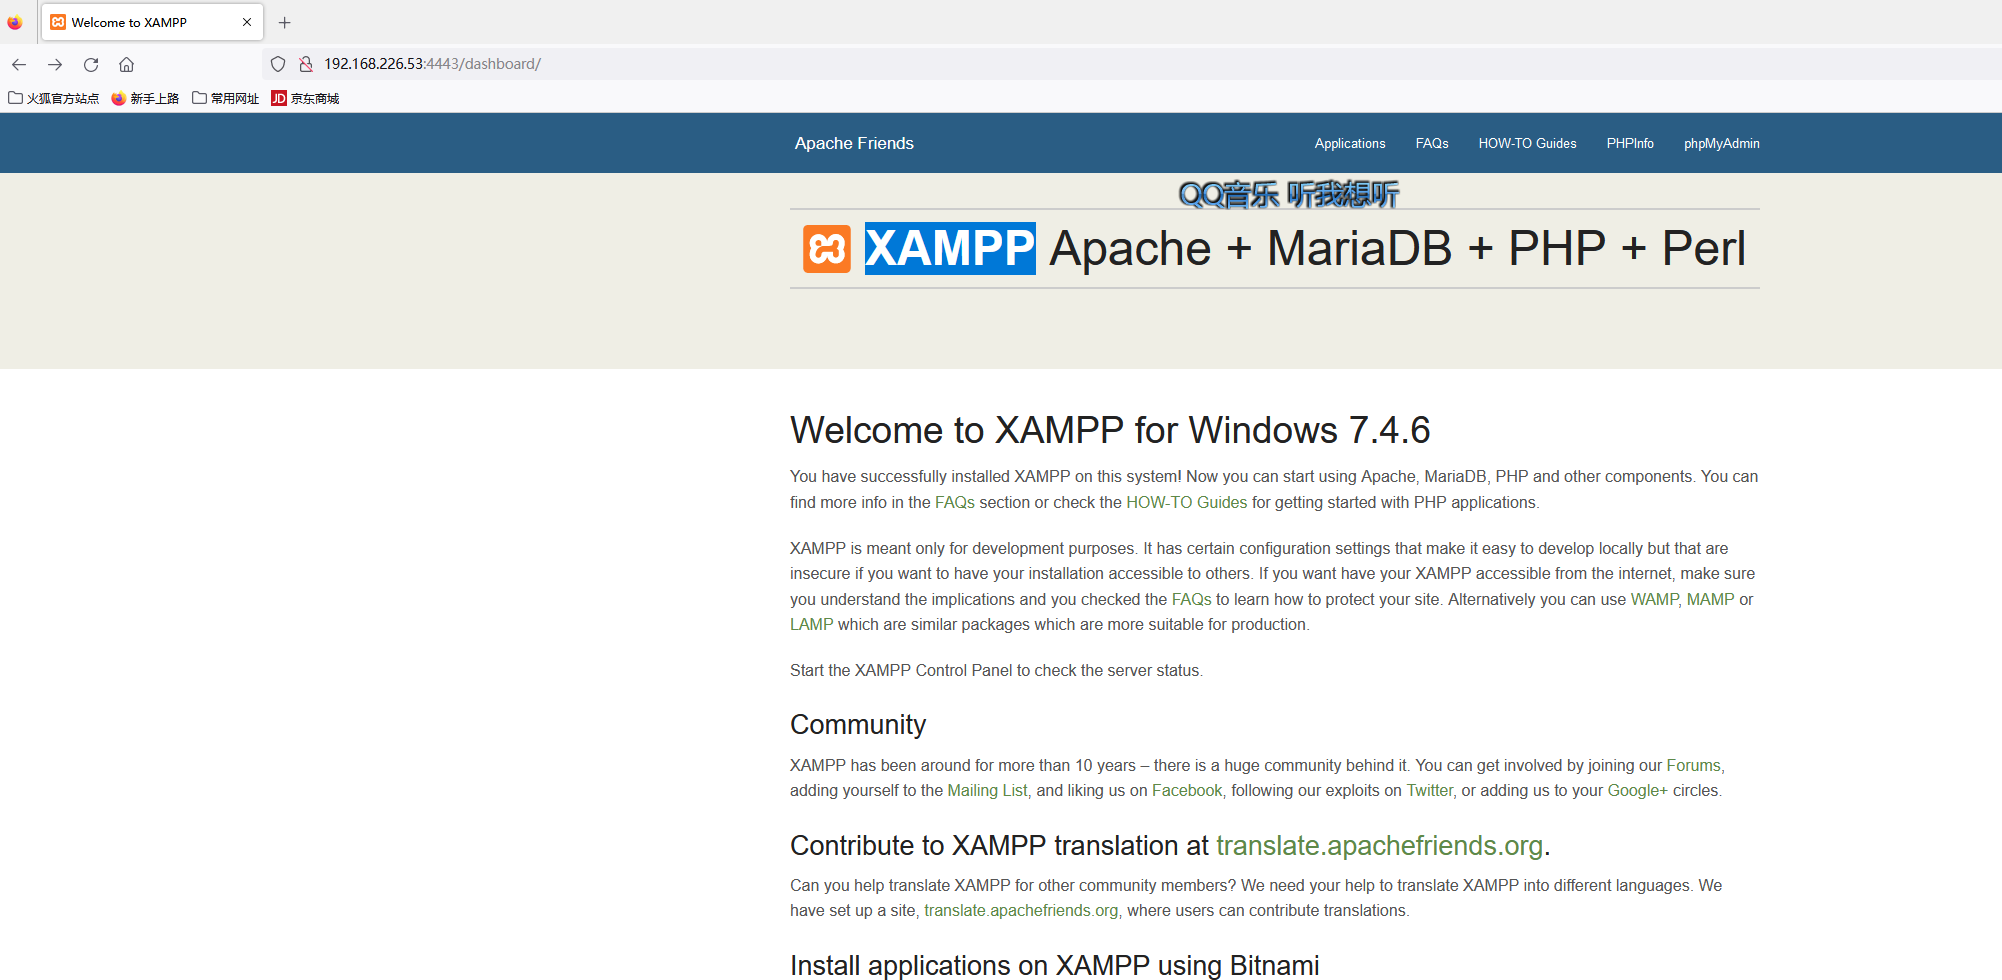 Welcome to XAMPP
192.168.226.53:4443/dashboard/
火狐官方站点 新手上路 常用网址 JD 京东商城
Apache Friends Applications FAQs HOW-TO Guides PHPInfo phpMyAdmin
QQ音乐 听我想听
XAMPP Apache + MariaDB + PHP + Perl
Welcome to XAMPP for Windows 7.4.6
You have successfully installed XAMPP on this system! Now you can start using Apache, MariaDB, PHP and other components. You can
find more info in the FAQs section or check the HOW-TO Guides for getting started with PHP applications.
XAMPP is meant only for development purposes. It has certain configuration settings that make it easy to develop locally but that are
insecure if you want to have your installation accessible to others. If you want have your XAMPP accessible from the internet, make sure
you understand the implications and you checked the FAQs to learn how to protect your site. Alternatively you can use WAMP, MAMP or
LAMP which are similar packages which are more suitable for production.
Start the XAMPP Control Panel to check the server status.
Community
XAMPP has been around for more than 10 years – there is a huge community behind it. You can get involved by joining our Forums,
adding yourself to the Mailing List, and liking us on Facebook, following our exploits on Twitter, or adding us to your Google+ circles.
Contribute to XAMPP translation at translate.apachefriends.org.
Can you help translate XAMPP for other community members? We need your help to translate XAMPP into different languages. We
have set up a site, translate.apachefriends.org, where users can contribute translations.
Install applications on XAMPP using Bitnami